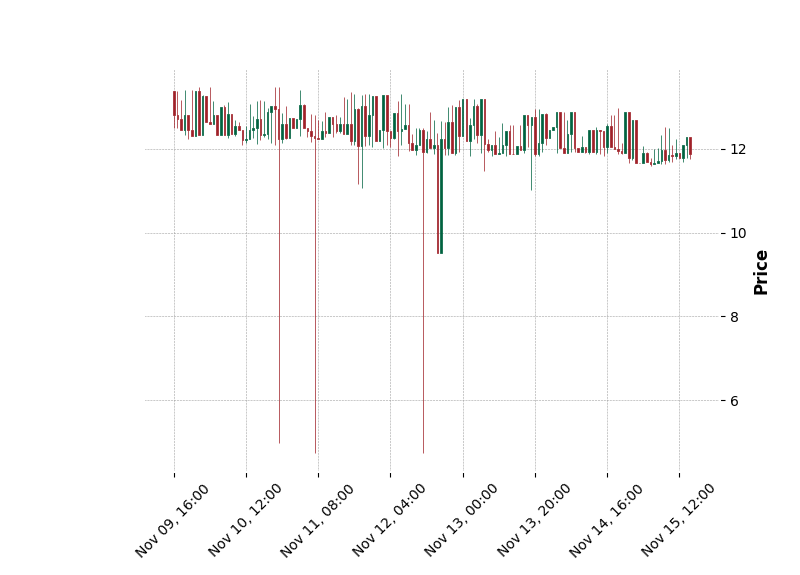 12
10
8
6
Price
Nov 09, 16:00
Nov 10, 12:00
Nov 11, 08:00
Nov 12, 04:00
Nov 13, 00:00
Nov 13, 20:00
Nov 14, 16:00
Nov 15, 12:00